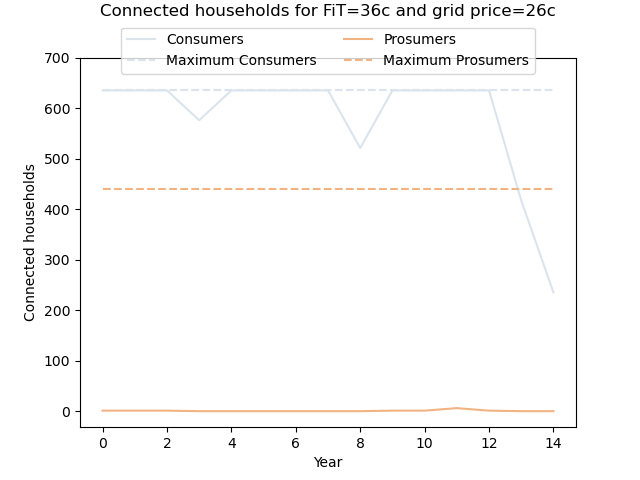 Connected households for FiT=36c and grid price=26c
Consumers
Prosumers
Maximum Consumers
Maximum Prosumers
700
600
500
400
300
200
100
0
Connected households
0 2 4 6 8 10 12 14
Year